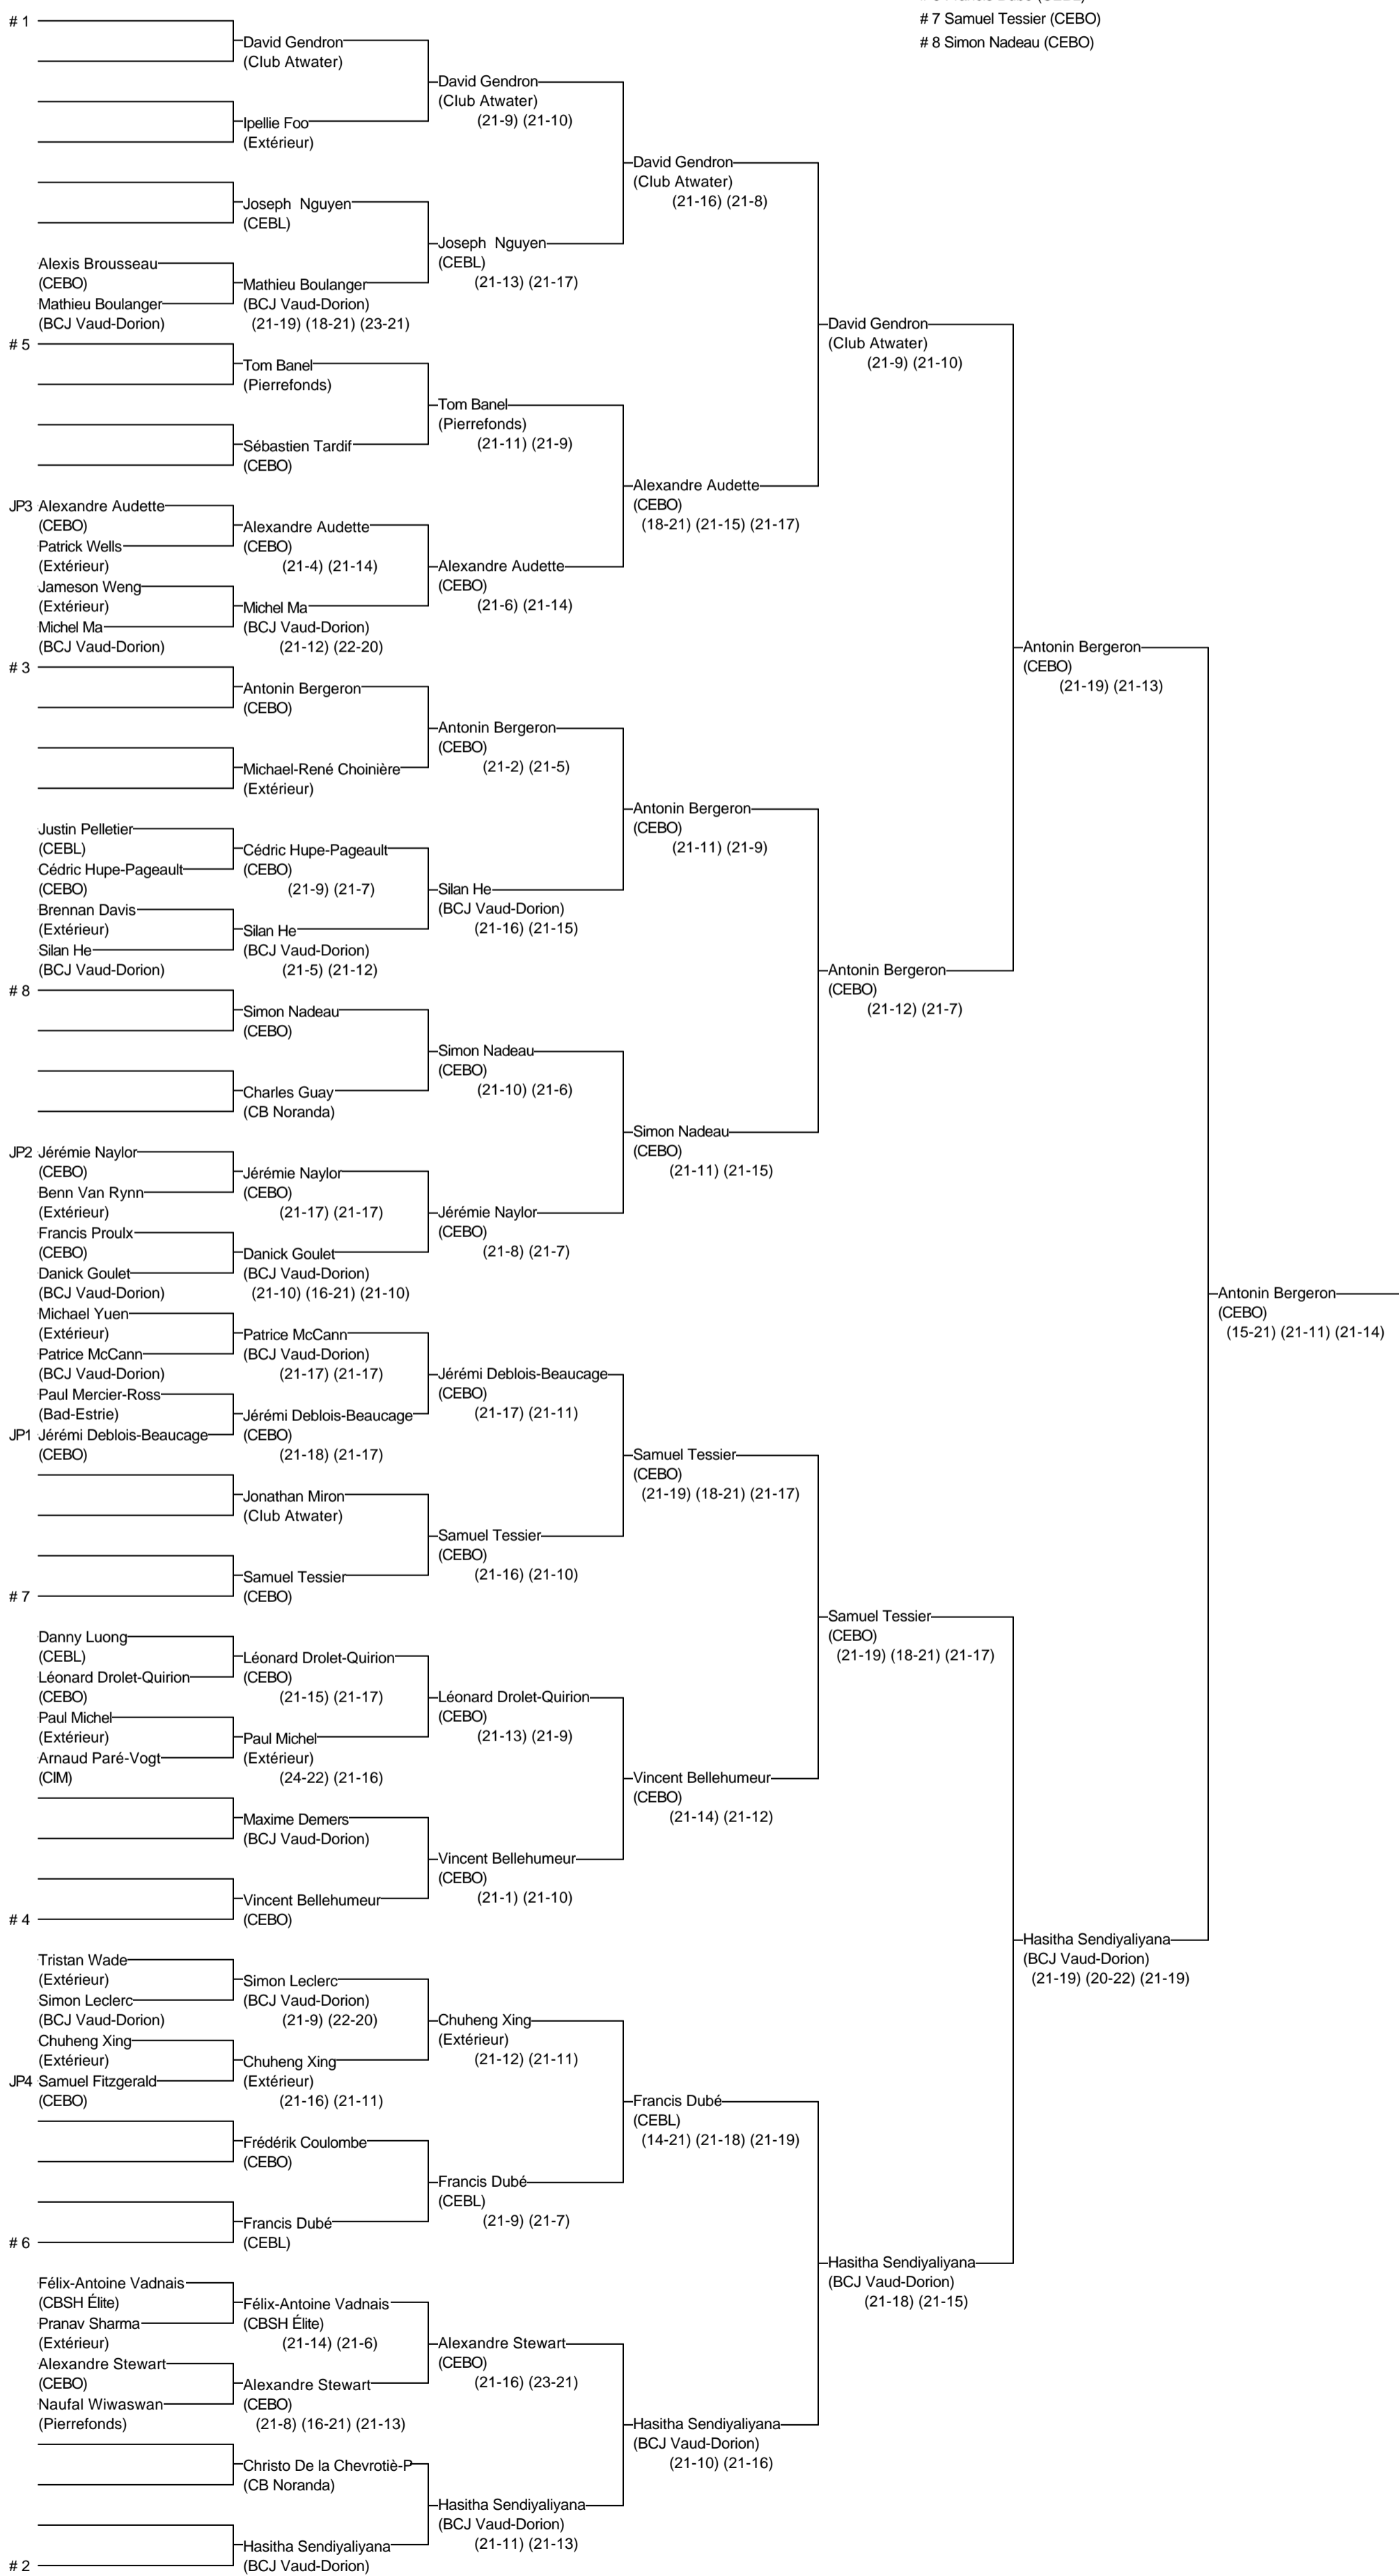 # 7 Samuel Tessier (CEBO)
# 8 Simon Nadeau (CEBO)
# 1
David Gendron
(Club Atwater)
David Gendron
(Club Atwater)
(21-9) (21-10)
Ipellie Foo
(Extérieur)
David Gendron
(Club Atwater)
(21-16) (21-8)
Joseph Nguyen
(CEBL)
Joseph Nguyen
(CEBL)
(21-13) (21-17)
Alexis Brousseau
(CEBO)
Mathieu Boulanger
(BCJ Vaud-Dorion)
Mathieu Boulanger
(BCJ Vaud-Dorion)
(21-19) (18-21) (23-21)
David Gendron
(Club Atwater)
(21-9) (21-10)
# 5
Tom Banel
(Pierrefonds)
Tom Banel
(Pierrefonds)
(21-11) (21-9)
Sébastien Tardif
(CEBO)
Alexandre Audette
(CEBO)
(18-21) (21-15) (21-17)
JP3 Alexandre Audette
(CEBO)
Patrick Wells
(Extérieur)
Alexandre Audette
(CEBO)
(21-4) (21-14)
Alexandre Audette
(CEBO)
(21-6) (21-14)
Jameson Weng
(Extérieur)
Michel Ma
(BCJ Vaud-Dorion)
Michel Ma
(BCJ Vaud-Dorion)
(21-12) (22-20)
Antonin Bergeron
(CEBO)
(21-19) (21-13)
# 3
Antonin Bergeron
(CEBO)
Antonin Bergeron
(CEBO)
(21-2) (21-5)
Michael-René Choinière
(Extérieur)
Antonin Bergeron
(CEBO)
(21-11) (21-9)
Justin Pelletier
(CEBL)
Cédric Hupe-Pageault
(CEBO)
Cédric Hupe-Pageault
(CEBO)
(21-9) (21-7)
Silan He
(BCJ Vaud-Dorion)
(21-16) (21-15)
Brennan Davis
(Extérieur)
Silan He
(BCJ Vaud-Dorion)
Silan He
(BCJ Vaud-Dorion)
(21-5) (21-12)
Antonin Bergeron
(CEBO)
(21-12) (21-7)
# 8
Simon Nadeau
(CEBO)
Simon Nadeau
(CEBO)
(21-10) (21-6)
Charles Guay
(CB Noranda)
Simon Nadeau
(CEBO)
(21-11) (21-15)
JP2 Jérémie Naylor
(CEBO)
Benn Van Rynn
(Extérieur)
Jérémie Naylor
(CEBO)
(21-17) (21-17)
Jérémie Naylor
(CEBO)
(21-8) (21-7)
Francis Proulx
(CEBO)
Danick Goulet
(BCJ Vaud-Dorion)
Danick Goulet
(BCJ Vaud-Dorion)
(21-10) (16-21) (21-10)
Antonin Bergeron
(CEBO)
(15-21) (21-11) (21-14)
Michael Yuen
(Extérieur)
Patrice McCann
(BCJ Vaud-Dorion)
Patrice McCann
(BCJ Vaud-Dorion)
(21-17) (21-17)
Jérémi Deblois-Beaucage
(CEBO)
(21-17) (21-11)
Paul Mercier-Ross
(Bad-Estrie)
JP1 Jérémi Deblois-Beaucage
(CEBO)
Jérémi Deblois-Beaucage
(CEBO)
(21-18) (21-17)
Samuel Tessier
(CEBO)
(21-19) (18-21) (21-17)
Jonathan Miron
(Club Atwater)
Samuel Tessier
(CEBO)
(21-16) (21-10)
Samuel Tessier
(CEBO)
# 7
Samuel Tessier
(CEBO)
(21-19) (18-21) (21-17)
Danny Luong
(CEBL)
Léonard Drolet-Quirion
(CEBO)
Léonard Drolet-Quirion
(CEBO)
(21-15) (21-17)
Léonard Drolet-Quirion
(CEBO)
(21-13) (21-9)
Paul Michel
(Extérieur)
Arnaud Paré-Vogt
(CIM)
Paul Michel
(Extérieur)
(24-22) (21-16)
Vincent Bellehumeur
(CEBO)
(21-14) (21-12)
Maxime Demers
(BCJ Vaud-Dorion)
Vincent Bellehumeur
(CEBO)
(21-1) (21-10)
Vincent Bellehumeur
(CEBO)
# 4
Hasitha Sendiyaliyana
(BCJ Vaud-Dorion)
(21-19) (20-22) (21-19)
Tristan Wade
(Extérieur)
Simon Leclerc
(BCJ Vaud-Dorion)
Simon Leclerc
(BCJ Vaud-Dorion)
(21-9) (22-20)
Chuheng Xing
(Extérieur)
(21-12) (21-11)
Chuheng Xing
(Extérieur)
JP4 Samuel Fitzgerald
(CEBO)
Chuheng Xing
(Extérieur)
(21-16) (21-11)
Francis Dubé
(CEBL)
(14-21) (21-18) (21-19)
Frédérik Coulombe
(CEBO)
Francis Dubé
(CEBL)
(21-9) (21-7)
Francis Dubé
(CEBL)
# 6
Hasitha Sendiyaliyana
(BCJ Vaud-Dorion)
(21-18) (21-15)
Félix-Antoine Vadnais
(CBSH Élite)
Pranav Sharma
(Extérieur)
Félix-Antoine Vadnais
(CBSH Élite)
(21-14) (21-6)
Alexandre Stewart
(CEBO)
(21-16) (23-21)
Alexandre Stewart
(CEBO)
Naufal Wiwaswan
(Pierrefonds)
Alexandre Stewart
(CEBO)
(21-8) (16-21) (21-13)
Hasitha Sendiyaliyana
(BCJ Vaud-Dorion)
(21-10) (21-16)
Christo De la Chevrotiè-P
(CB Noranda)
Hasitha Sendiyaliyana
(BCJ Vaud-Dorion)
(21-11) (21-13)
Hasitha Sendiyaliyana
(BCJ Vaud-Dorion)
# 2